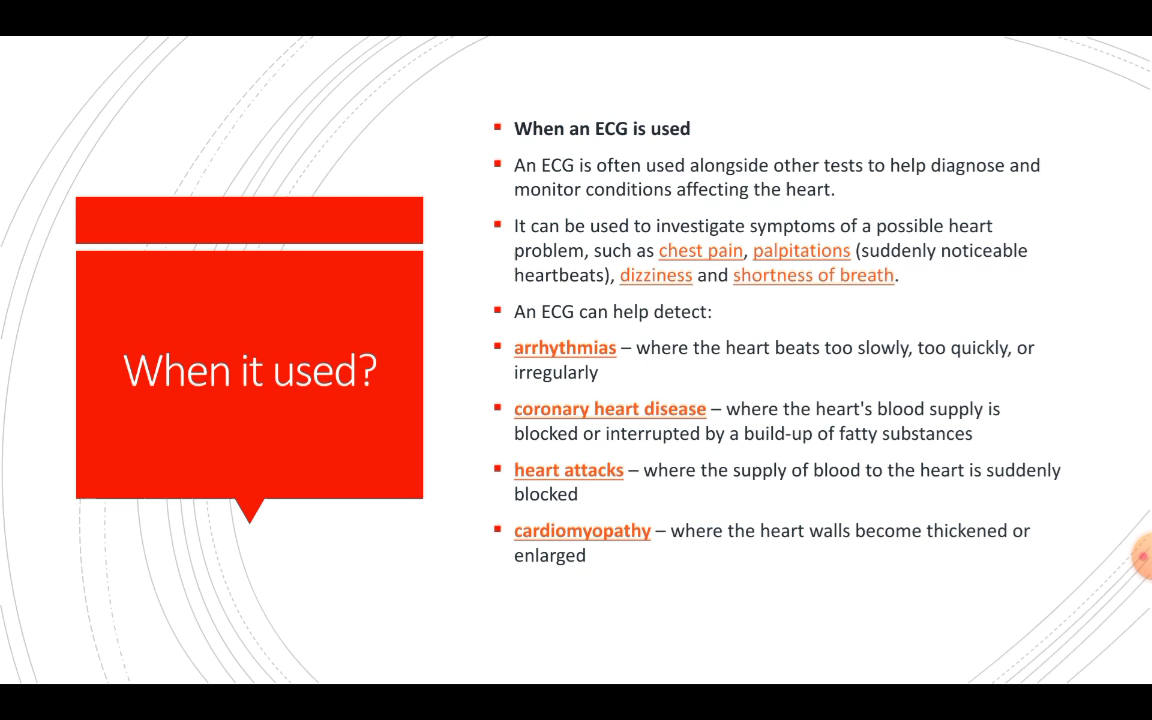 When it used?
When an ECG is used
An ECG is often used alongside other tests to help diagnose and
monitor conditions affecting the heart.
It can be used to investigate symptoms of a possible heart
problem, such as chest pain, palpitations (suddenly noticeable
heartbeats), dizziness and shortness of breath.
An ECG can help detect:
arrhythmias – where the heart beats too slowly, too quickly, or
irregularly
coronary heart disease – where the heart's blood supply is
blocked or interrupted by a build-up of fatty substances
heart attacks – where the supply of blood to the heart is suddenly
blocked
cardiomyopathy – where the heart walls become thickened or
enlarged